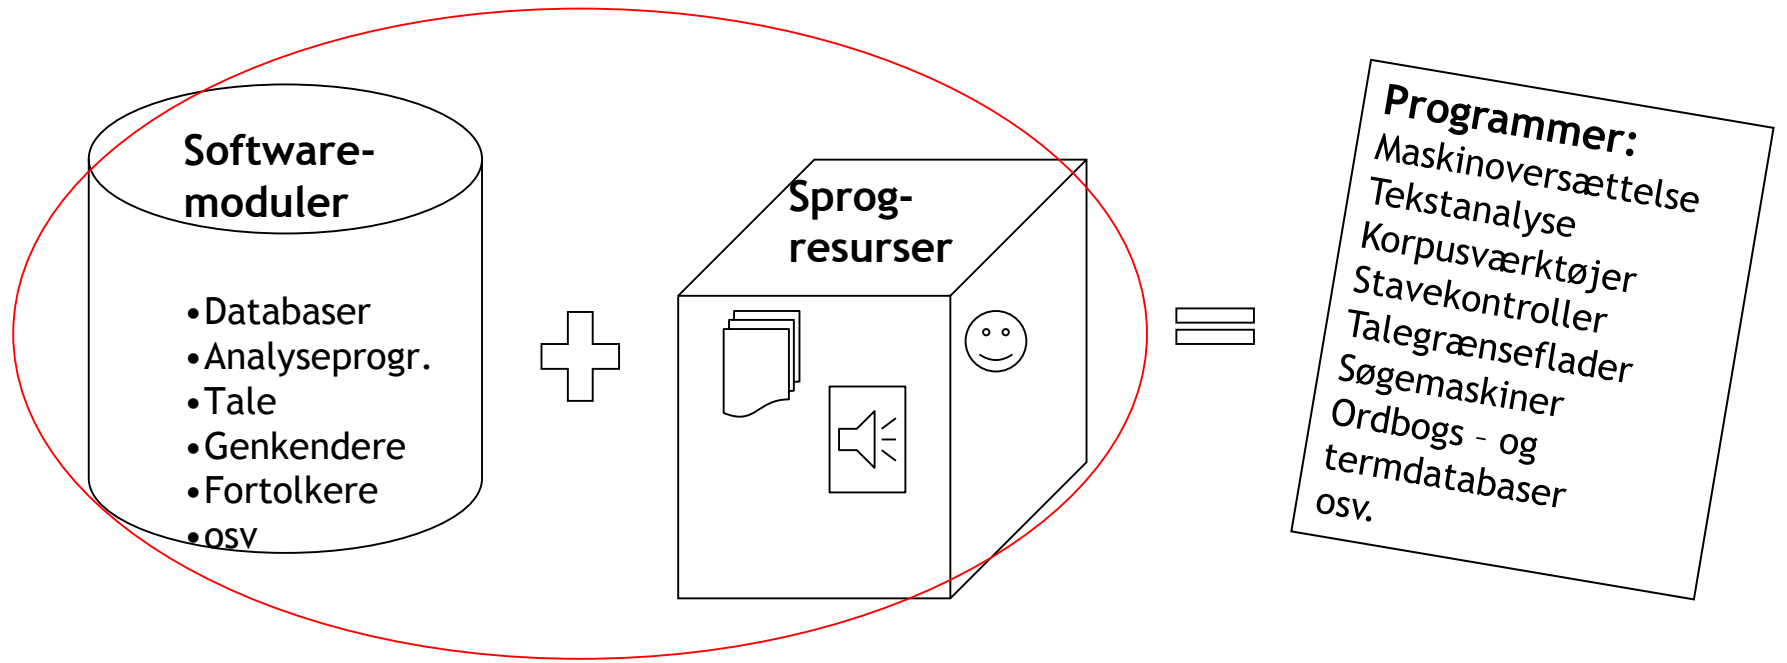 Software-
moduler
•Databaser
•Analyseprogr.
•Tale
•Genkendere
•Fortolkere
•osv
Sprog-
resurser
Programmer:
Maskinoversættelse
Tekstanalyse
Korpusværktøjer
Stavekontroller
Talegrænseflader
Søgemaskiner
Ordbogs – og
termdatabaser
osv.